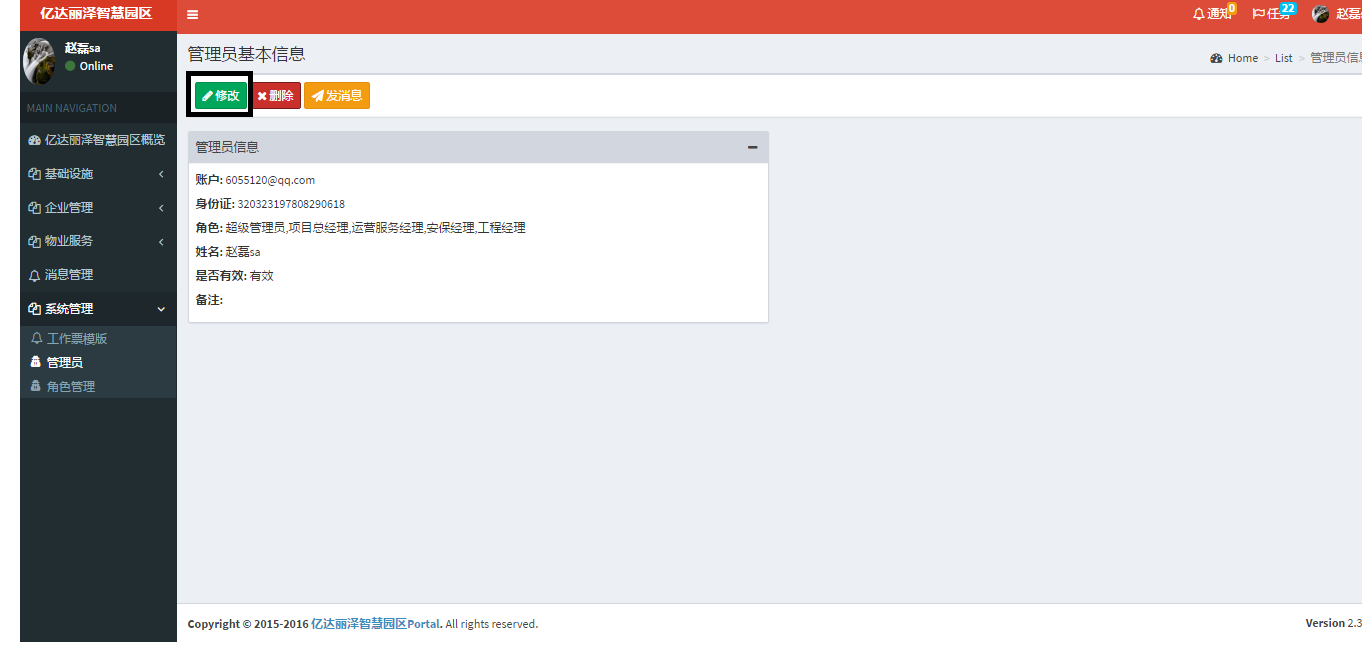 亿达丽泽智慧园区
通知 0
任务 22
赵磊
赵磊sa
Online
MAIN NAVIGATION
亿达丽泽智慧园区概览
基础设施
企业管理
物业服务
消息管理
系统管理
工作票模版
管理员
角色管理
管理员基本信息
Home > List > 管理员信息
修改 删除 发消息
管理员信息
账户: 6055120@qq.com
身份证: 320323197808290618
角色: 超级管理员,项目总经理,运营服务经理,安保经理,工程经理
姓名: 赵磊sa
是否有效: 有效
备注:
Copyright © 2015-2016 亿达丽泽智慧园区Portal. All rights reserved.
Version 2.3